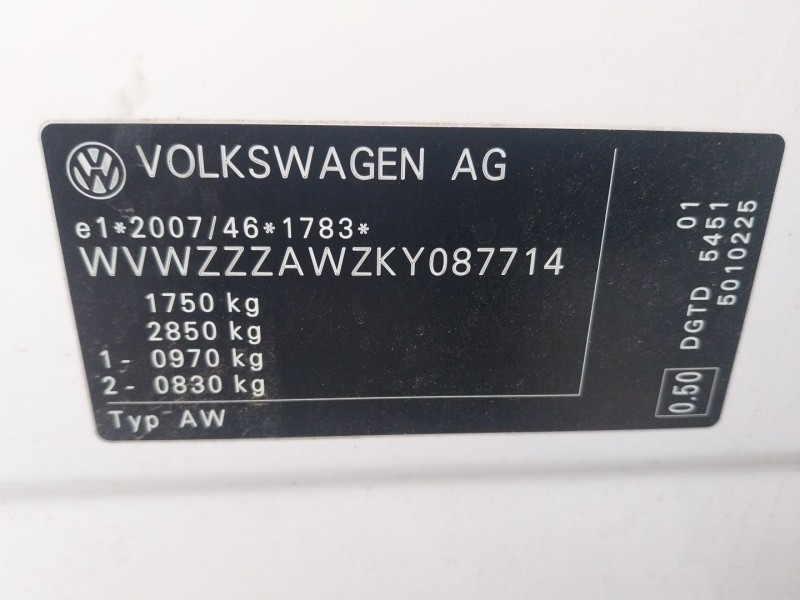 VOLKSWAGEN AG
e1*2007/46*1783*
WVWZZZAWZKY087714
1750 kg
2850 kg
1- 0970 kg
2- 0830 kg
Typ AW
01
DGTD 5451
5010225
0.50